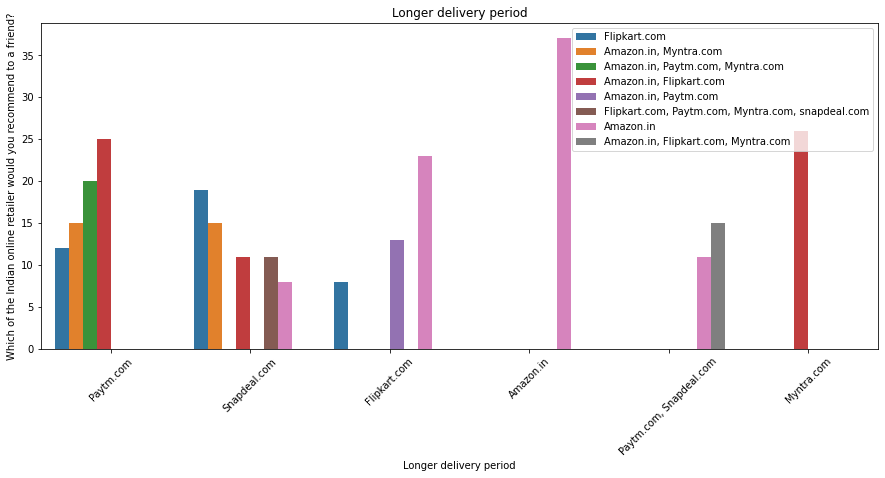 Longer delivery period
Which of the Indian online retailer would you recommend to a friend?
35
30
25
20
15
10
5
0
Flipkart.com
Amazon.in, Myntra.com
Amazon.in, Paytm.com, Myntra.com
Amazon.in, Flipkart.com
Amazon.in, Paytm.com
Flipkart.com, Paytm.com, Myntra.com, snapdeal.com
Amazon.in
Amazon.in, Flipkart.com, Myntra.com
Paytm.com
Snapdeal.com
Flipkart.com
Amazon.in
Paytm.com, Snapdeal.com
Myntra.com
Longer delivery period